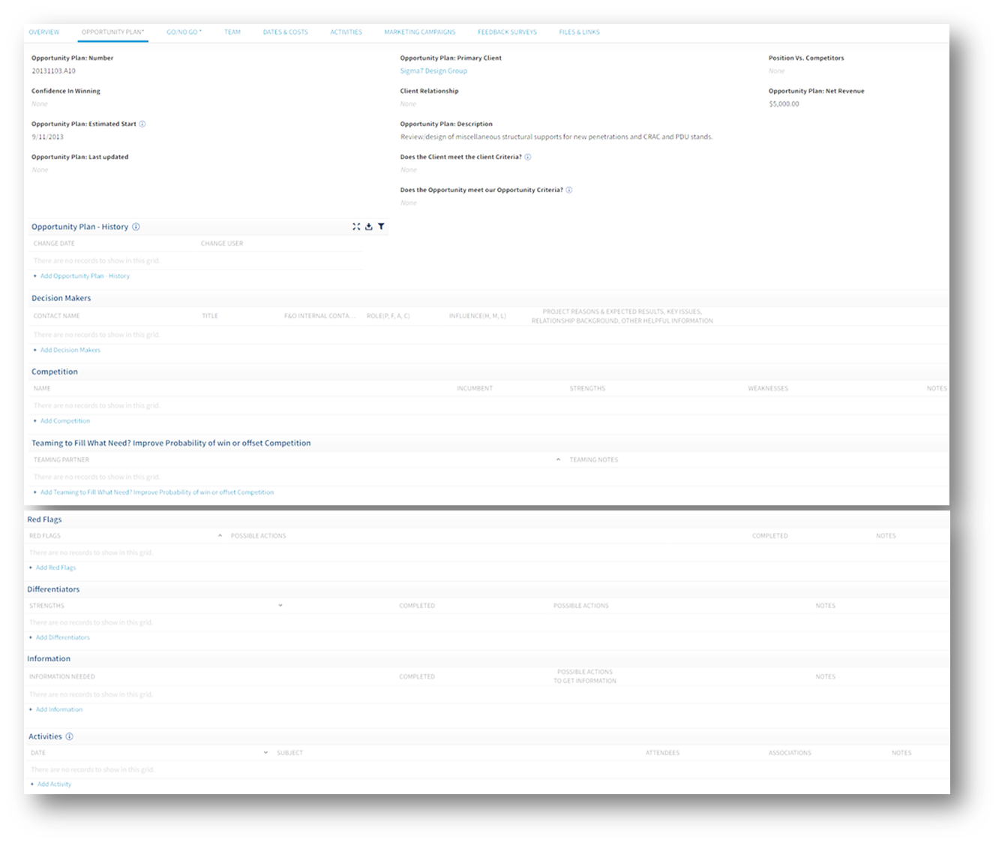 OVERVIEW OPPORTUNITY PLAN* GO/NO GO * TEAM DATES & COSTS ACTIVITIES MARKETING CAMPAIGNS FEEDBACK SURVEYS FILES & LINKS
Opportunity Plan: Number Opportunity Plan: Primary Client Position Vs. Competitors
20131103.A10 Sigma7 Design Group None
Confidence In Winning Client Relationship Opportunity Plan: Net Revenue
None None $5,000.00
Opportunity Plan: Estimated Start Opportunity Plan: Description
9/11/2013 Review/design of miscellaneous structural supports for new penetrations and CRAC and PDU stands.
Opportunity Plan: Last updated Does the Client meet the client Criteria?
None None
Does the Opportunity meet our Opportunity Criteria?
None
Opportunity Plan - History
CHANGE DATE CHANGE USER
There are no records to show in this grid.
+ Add Opportunity Plan - History
Decision Makers
CONTACT NAME TITLE F&O INTERNAL CONTA... ROLE(P, F, A, C) INFLUENCE(H, M, L) PROJECT REASONS & EXPECTED RESULTS, KEY ISSUES,
RELATIONSHIP BACKGROUND, OTHER HELPFUL INFORMATION
There are no records to show in this grid.
+ Add Decision Makers
Competition
NAME INCUMBENT STRENGTHS WEAKNESSES NOTES
There are no records to show in this grid.
+ Add Competition
Teaming to Fill What Need? Improve Probability of win or offset Competition
TEAMING PARTNER TEAMING NOTES
There are no records to show in this grid.
+ Add Teaming to Fill What Need? Improve Probability of win or offset Competition
Red Flags
RED FLAGS POSSIBLE ACTIONS COMPLETED NOTES
There are no records to show in this grid.
+ Add Red Flags
Differentiators
STRENGTHS COMPLETED POSSIBLE ACTIONS NOTES
There are no records to show in this grid.
+ Add Differentiators
Information
INFORMATION NEEDED COMPLETED POSSIBLE ACTIONS NOTES
TO GET INFORMATION
There are no records to show in this grid.
+ Add Information
Activities
DATE SUBJECT ATTENDEES ASSOCIATIONS NOTES
There are no records to show in this grid.
+ Add Activity